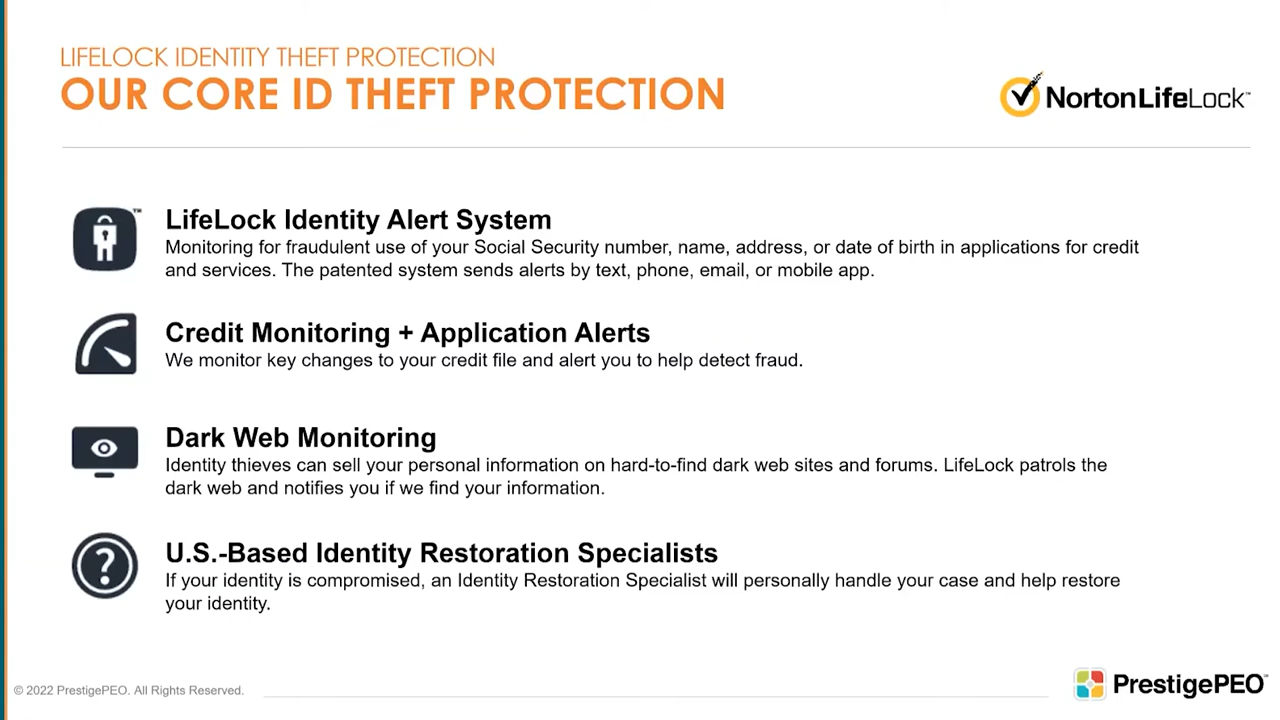 LIFELOCK IDENTITY THEFT PROTECTION
OUR CORE ID THEFT PROTECTION
NortonLifeLock™
™
LifeLock Identity Alert System
Monitoring for fraudulent use of your Social Security number, name, address, or date of birth in applications for credit
and services. The patented system sends alerts by text, phone, email, or mobile app.
Credit Monitoring + Application Alerts
We monitor key changes to your credit file and alert you to help detect fraud.
Dark Web Monitoring
Identity thieves can sell your personal information on hard-to-find dark web sites and forums. LifeLock patrols the
dark web and notifies you if we find your information.
?
U.S.-Based Identity Restoration Specialists
If your identity is compromised, an Identity Restoration Specialist will personally handle your case and help restore
your identity.
© 2022 PrestigePEO. All Rights Reserved.
PrestigePEO™